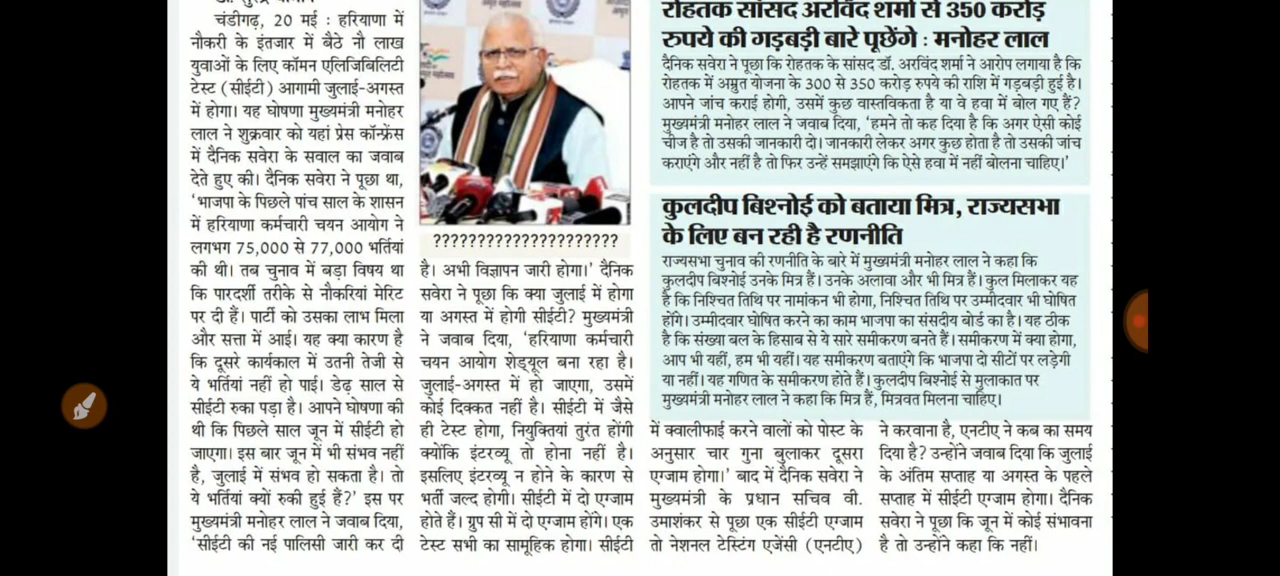 चंडीगढ़, 20 मई : हरियाणा में
नौकरी के इंतजार में बैठे नौ लाख
युवाओं के लिए कॉमन एलिजिबिलिटी
टेस्ट (सीईटी) आगामी जुलाई-अगस्त
में होगा। यह घोषणा मुख्यमंत्री मनोहर
लाल ने शुक्रवार को यहां प्रेस कॉन्फ्रेंस
में दैनिक सवेरा के सवाल का जवाब
देते हुए की। दैनिक सवेरा ने पूछा था,
'भाजपा के पिछले पांच साल के शासन
में हरियाणा कर्मचारी चयन आयोग ने
लगभग 75,000 से 77,000 भर्तियां
की थी। तब चुनाव में बड़ा विषय था
कि पारदर्शी तरीके से नौकरियां मेरिट
पर दी हैं। पार्टी को उसका लाभ मिला
और सत्ता में आई। यह क्या कारण है
कि दूसरे कार्यकाल में उतनी तेजी से
ये भर्तियां नहीं हो पाई। डेढ़ साल से
सीईटी रुका पड़ा है। आपने घोषणा की
थी कि पिछले साल जून में सीईटी हो
जाएगा। इस बार जून में भी संभव नहीं
है, जुलाई में संभव हो सकता है। तो
ये भर्तियां क्यों रुकी हुई हैं?' इस पर
मुख्यमंत्री मनोहर लाल ने जवाब दिया,
'सीईटी की नई पालिसी जारी कर दी
?????????????????????
है। अभी विज्ञापन जारी होगा।' दैनिक
सवेरा ने पूछा कि क्या जुलाई में होगा
या अगस्त में होगी सीईटी? मुख्यमंत्री
ने जवाब दिया, 'हरियाणा कर्मचारी
चयन आयोग शेड्यूल बना रहा है।
जुलाई-अगस्त में हो जाएगा, उसमें
कोई दिक्कत नहीं है। सीईटी में जैसे
ही टेस्ट होगा, नियुक्तियां तुरंत होंगी
क्योंकि इंटरव्यू तो होना नहीं है।
इसलिए इंटरव्यू न होने के कारण से
भर्ती जल्द होगी। सीईटी में दो एग्जाम
होते हैं। ग्रुप सी में दो एग्जाम होंगे। एक
टेस्ट सभी का सामूहिक होगा। सीईटी
में क्वालीफाई करने वालों को पोस्ट के
अनुसार चार गुना बुलाकर दूसरा
एग्जाम होगा।' बाद में दैनिक सवेरा ने
मुख्यमंत्री के प्रधान सचिव वी.
उमाशंकर से पूछा एक सीईटी एग्जाम
तो नेशनल टेस्टिंग एजेंसी (एनटीए)
ने करवाना है, एनटीए ने कब का समय
दिया है? उन्होंने जवाब दिया कि जुलाई
के अंतिम सप्ताह या अगस्त के पहले
सप्ताह में सीईटी एग्जाम होगा। दैनिक
सवेरा ने पूछा कि जून में कोई संभावना
है तो उन्होंने कहा कि नहीं।
रोहतक सांसद अरविंद शर्मा से 350 करोड़
रुपये की गड़बड़ी बारे पूछेंगे : मनोहर लाल
दैनिक सवेरा ने पूछा कि रोहतक के सांसद डॉ. अरविंद शर्मा ने आरोप लगाया है कि
रोहतक में अम्रुत योजना के 300 से 350 करोड़ रुपये की राशि में गड़बड़ी हुई है।
आपने जांच कराई होगी, उसमें कुछ वास्तविकता है या वे हवा में बोल गए हैं?
मुख्यमंत्री मनोहर लाल ने जवाब दिया, 'हमने तो कह दिया है कि अगर ऐसी कोई
चीज है तो उसकी जानकारी दो। जानकारी लेकर अगर कुछ होता है तो उसकी जांच
कराएंगे और नहीं है तो फिर उन्हें समझाएंगे कि ऐसे हवा में नहीं बोलना चाहिए।'
कुलदीप बिश्नोई को बताया मित्र, राज्यसभा
के लिए बन रही है रणनीति
राज्यसभा चुनाव की रणनीति के बारे में मुख्यमंत्री मनोहर लाल ने कहा कि
कुलदीप बिश्नोई उनके मित्र हैं। उनके अलावा और भी मित्र हैं। कुल मिलाकर यह
है कि निश्चित तिथि पर नामांकन भी होगा, निश्चित तिथि पर उम्मीदवार भी घोषित
होंगे। उम्मीदवार घोषित करने का काम भाजपा का संसदीय बोर्ड का है। यह ठीक
है कि संख्या बल के हिसाब से ये सारे समीकरण बनते हैं। समीकरण में क्या होगा,
आप भी यहीं, हम भी यहीं। यह समीकरण बताएंगे कि भाजपा दो सीटों पर लड़ेगी
या नहीं। यह गणित के समीकरण होते हैं। कुलदीप बिश्नोई से मुलाकात पर
मुख्यमंत्री मनोहर लाल ने कहा कि मित्र हैं, मित्रवत मिलना चाहिए।